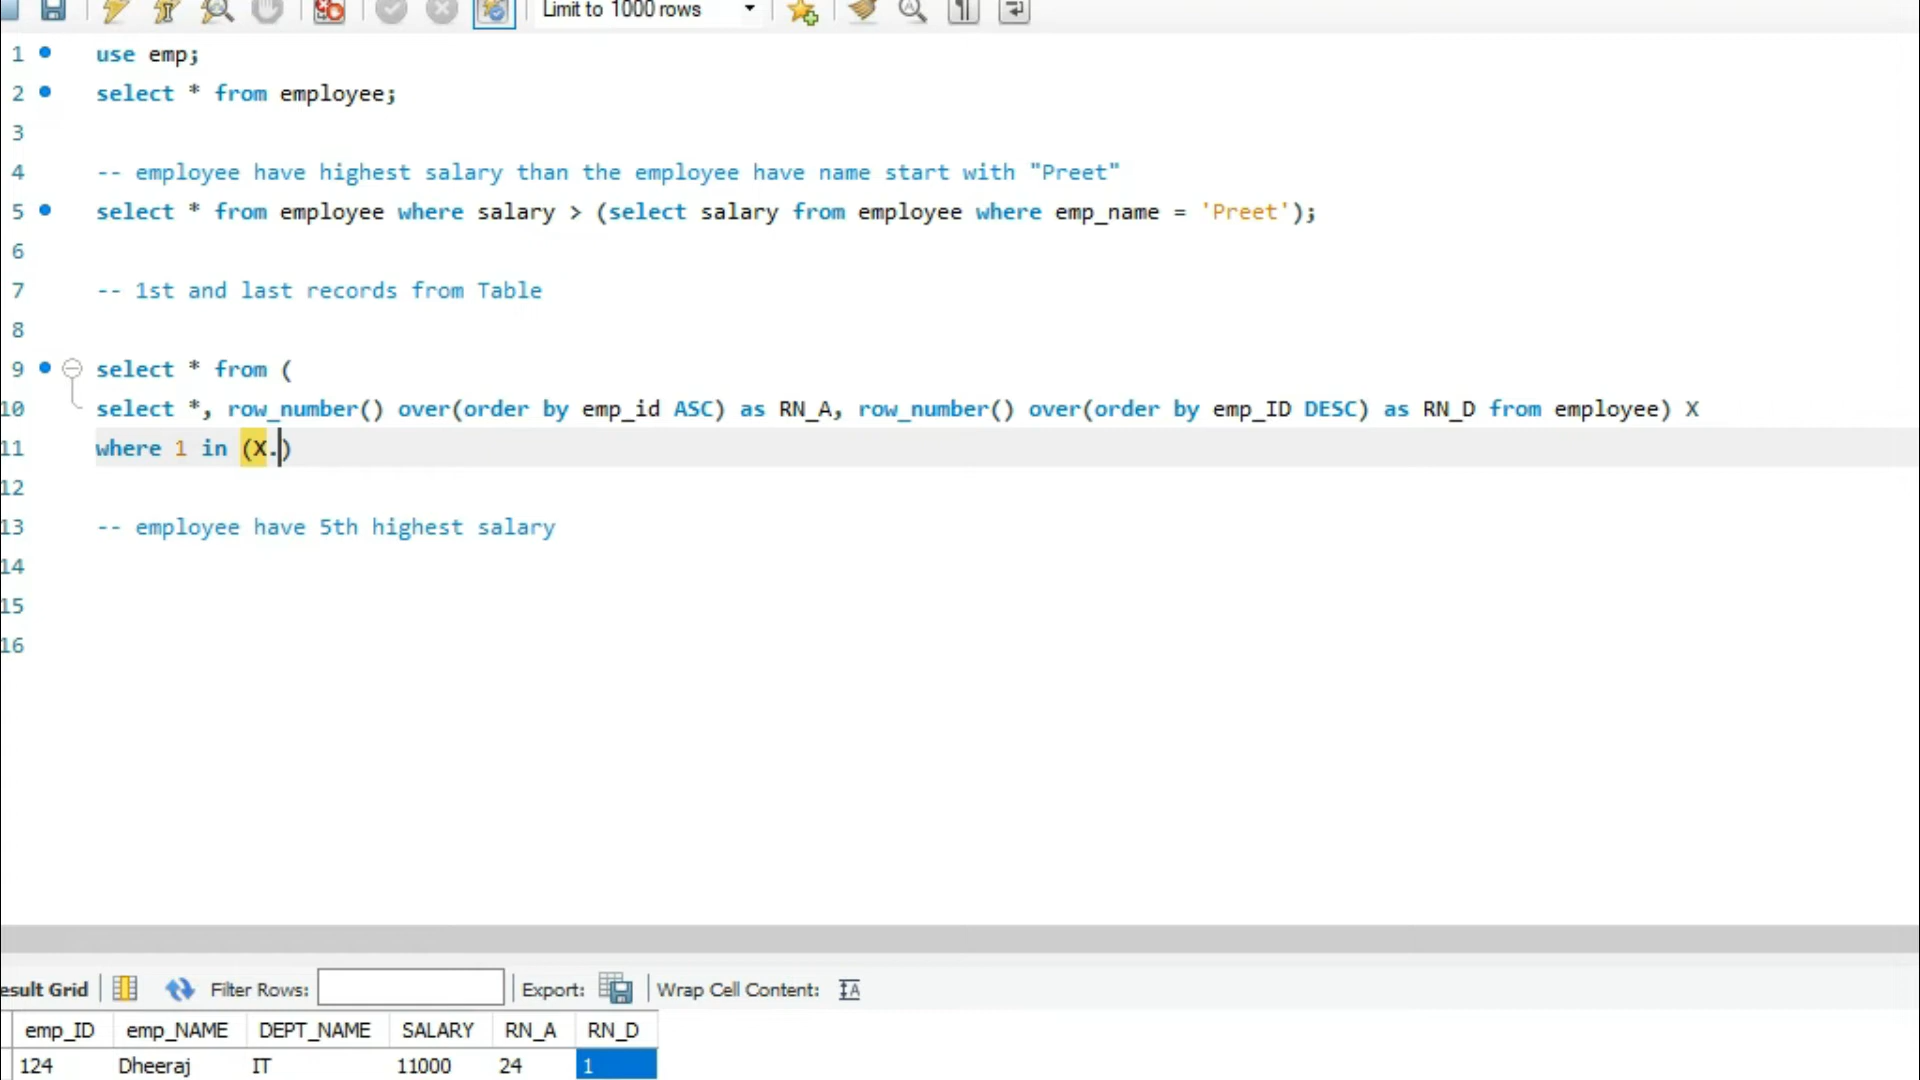 Limit to 1000 rows
1 use emp;
2 select * from employee;
3
4 -- employee have highest salary than the employee have name start with "Preet"
5 select * from employee where salary > (select salary from employee where emp_name = 'Preet');
6
7 -- 1st and last records from Table
8
9 select * from (
10 select *, row_number() over(order by emp_id ASC) as RN_A, row_number() over(order by emp_ID DESC) as RN_D from employee) X
11 where 1 in (X.)
12
13 -- employee have 5th highest salary
14
15
16
esult Grid Filter Rows: Export: Wrap Cell Content: IA
emp_ID emp_NAME DEPT_NAME SALARY RN_A RN_D
124 Dheeraj IT 11000 24 1